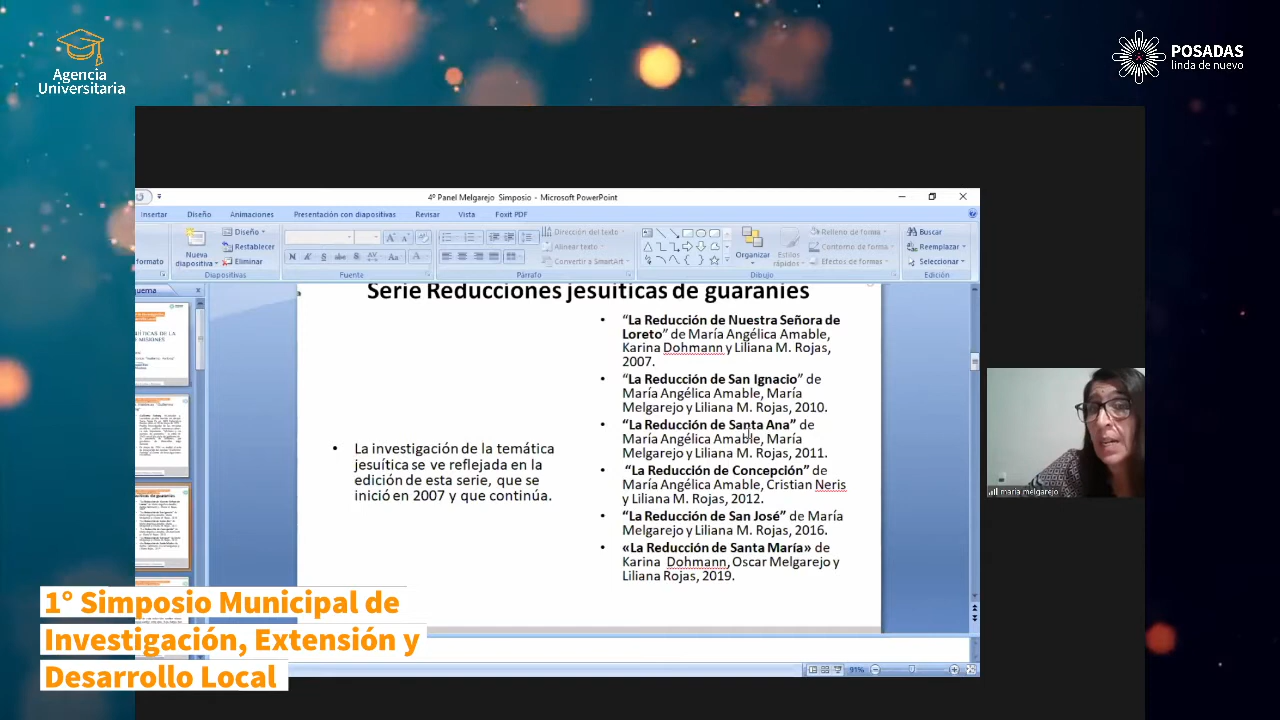 Agencia
Universitaria
POSADAS
linda de nuevo
4º Panel Melgarejo Simposio - Microsoft PowerPoint
Insertar Diseño Animaciones Presentación con diapositivas Revisar Vista Foxit PDF
Nueva
diapositiva
Diseño
Restablecer
Eliminar
Diapositivas
Fuente
Dirección del texto
Alinear texto
Convertir a SmartArt
Párrafo
Organizar
Estilos
rápidos
Relleno de forma
Contorno de forma
Efectos de formas
Dibujo
Buscar
Reemplazar
Seleccionar
Edición
Serie Reducciones jesuíticas de guaraníes
• La investigación de la temática
jesuítica se ve reflejada en la
edición de esta serie, que se
inició en 2007 y que continúa.
• “La Reducción de Nuestra Señora de
Loreto” de María Angélica Amable,
Karina Dohmann y Liliana M. Rojas,
2007.
• “La Reducción de San Ignacio” de
María Angélica Amable, María
Melgarejo y Liliana M. Rojas, 2010.
• “La Reducción de Santa Ana” de
María Angélica Amable, María
Melgarejo y Liliana M. Rojas, 2011.
• “La Reducción de Concepción” de
María Angélica Amable, Cristian Neris
y Liliana M. Rojas, 2012.
• “La Reducción de San José” de María
Melgarejo y Liliana M. Rojas, 2016.
• «La Reducción de Santa María» de
Karina Dohmann, Oscar Melgarejo y
Liliana Rojas, 2019.
maria melgarejo
91%
1° Simposio Municipal de
Investigación, Extensión y
Desarrollo Local